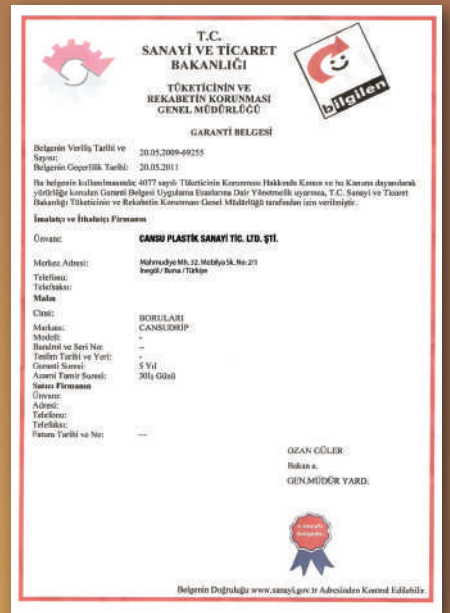 T.C.
SANAYİ VE TİCARET
BAKANLIĞI
TÜKETİCİNİN VE
REKABETİN KORUNMASI
GENEL MÜDÜRLÜĞÜ
bilgilen
GARANTİ BELGESİ
Belgenin Veriliş Tarihi ve
Sayısı: 20.05.2009-69255
Belgenin Geçerlilik Tarihi: 20.05.2011
Bu belgenin kullanılmasında; 4077 sayılı Tüketicinin Korunması Hakkında Kanun ve bu Kanuna dayanılarak
yürürlüğe konulan Garanti Belgesi Uygulama Esaslarına Dair Yönetmelik uyarınca, T.C. Sanayi ve Ticaret
Bakanlığı Tüketicinin ve Rekabetin Korunması Genel Müdürlüğü tarafından izin verilmiştir.
İmalatçı ve İthalatçı Firmanın
Ünvanı: CANSU PLASTİK SANAYİ TİC. LTD. ŞTİ.
Merkez Adresi: Mahmudiye Mh. 32. Mobilya Sk. No: 2/1
İnegöl / Bursa / Türkiye
Telefonu:
Telefaksı:
Malın
Cinsi:
BORULARI
Markası: CANSUDRİP
Modeli: -
Bandrol ve Seri No: --
Teslim Tarihi ve Yeri: -
Garanti Süresi: 5 Yıl
Azami Tamir Süresi: 30İş Günü
Satıcı Firmanın
Ünvanı:
Adresi:
Telefonu:
Telefaksı:
Fatura Tarihi ve No: ---
OZAN GÜLER
Bakan a.
GEN.MÜDÜR YARD.
Belgenin Doğruluğu www.sanayi.gov.tr Adresinden Kontrol Edilebilir.